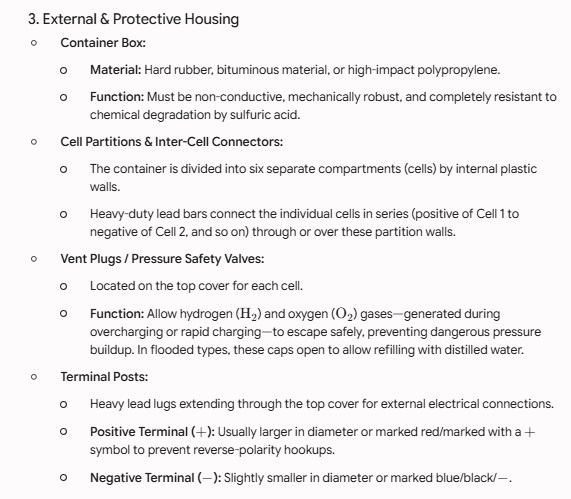 3. External & Protective Housing
Container Box:
Material: Hard rubber, bituminous material, or high-impact polypropylene.
Function: Must be non-conductive, mechanically robust, and completely resistant to
chemical degradation by sulfuric acid.
Cell Partitions & Inter-Cell Connectors:
The container is divided into six separate compartments (cells) by internal plastic
walls.
Heavy-duty lead bars connect the individual cells in series (positive of Cell 1 to
negative of Cell 2, and so on) through or over these partition walls.
Vent Plugs / Pressure Safety Valves:
Located on the top cover for each cell.
Function: Allow hydrogen (H₂) and oxygen (O₂) gases—generated during
overcharging or rapid charging—to escape safely, preventing dangerous pressure
buildup. In flooded types, these caps open to allow refilling with distilled water.
Terminal Posts:
Heavy lead lugs extending through the top cover for external electrical connections.
Positive Terminal (+): Usually larger in diameter or marked red/marked with a +
symbol to prevent reverse-polarity hookups.
Negative Terminal (−): Slightly smaller in diameter or marked blue/black/−.